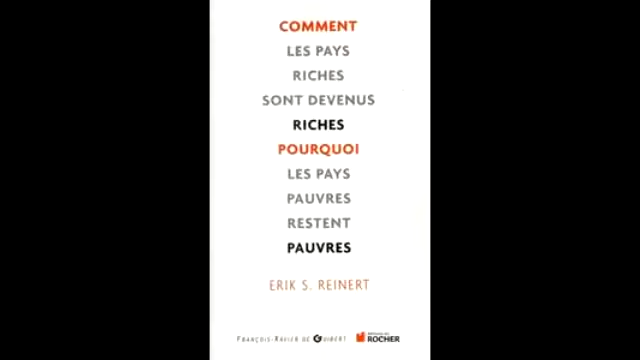 COMMENT
LES PAYS
RICHES
SONT DEVENUS
RICHES
POURQUOI
LES PAYS
PAUVRES
RESTENT
PAUVRES
ERIK S. REINERT
FRANÇOIS-XAVIER DE GUIBERT
ROCHER